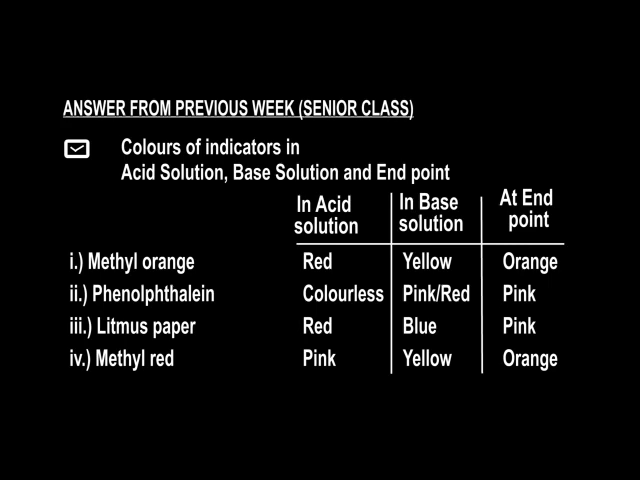 ANSWER FROM PREVIOUS WEEK (SENIOR CLASS)
Colours of indicators in
Acid Solution, Base Solution and End point
In Acid solution In Base solution At End point
i.) Methyl orange Red Yellow Orange
ii.) Phenolphthalein Colourless Pink/Red Pink
iii.) Litmus paper Red Blue Pink
iv.) Methyl red Pink Yellow Orange